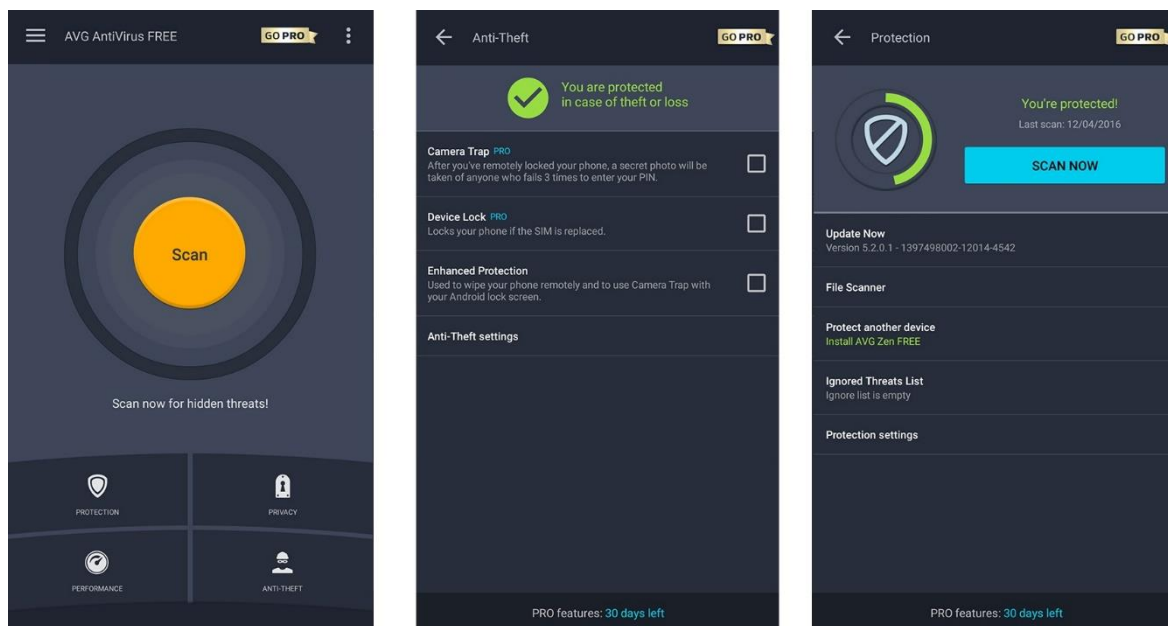 AVG AntiVirus FREE
GO PRO
Scan
Scan now for hidden threats!
PROTECTION
PRIVACY
PERFORMANCE
ANTI-THEFT
Anti-Theft
GO PRO
You are protected
in case of theft or loss
Camera Trap PRO
After you've remotely locked your phone, a secret photo will be
taken of anyone who fails 3 times to enter your PIN.
Device Lock PRO
Locks your phone if the SIM is replaced.
Enhanced Protection
Used to wipe your phone remotely and to use Camera Trap with
your Android lock screen.
Anti-Theft settings
PRO features: 30 days left
Protection
GO PRO
You're protected!
Last scan: 12/04/2016
SCAN NOW
Update Now
Version 5.2.0.1 - 1397498002-12014-4542
File Scanner
Protect another device
Install AVG Zen FREE
Ignored Threats List
Ignore list is empty
Protection settings
PRO features: 30 days left